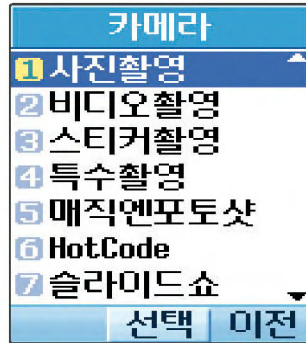 카메라
1 사진촬영
2 비디오촬영
3 스티커촬영
4 특수촬영
5 매직엔포토샷
6 HotCode
7 슬라이드쇼
선택 이전